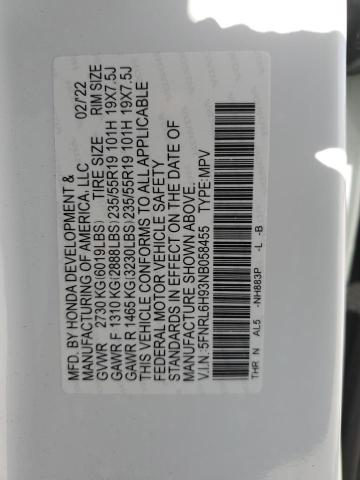 MFD. BY HONDA DEVELOPMENT & 02/'22
MANUFACTURING OF AMERICA, LLC
GVWR 2730 KG(6019LBS) TIRE SIZE RIM SIZE
GAWR F 1310 KG(2888LBS)235/55R19 101H 19X7.5J
GAWR R 1465 KG(3230LBS)235/55R19 101H 19X7.5J
THIS VEHICLE CONFORMS TO ALL APPLICABLE
FEDERAL MOTOR VEHICLE SAFETY
STANDARDS IN EFFECT ON THE DATE OF
MANUFACTURE SHOWN ABOVE.
V.I.N.:5FNRL6H93NB058455 TYPE:MPV
THR N AL5 -NH883P -L -B